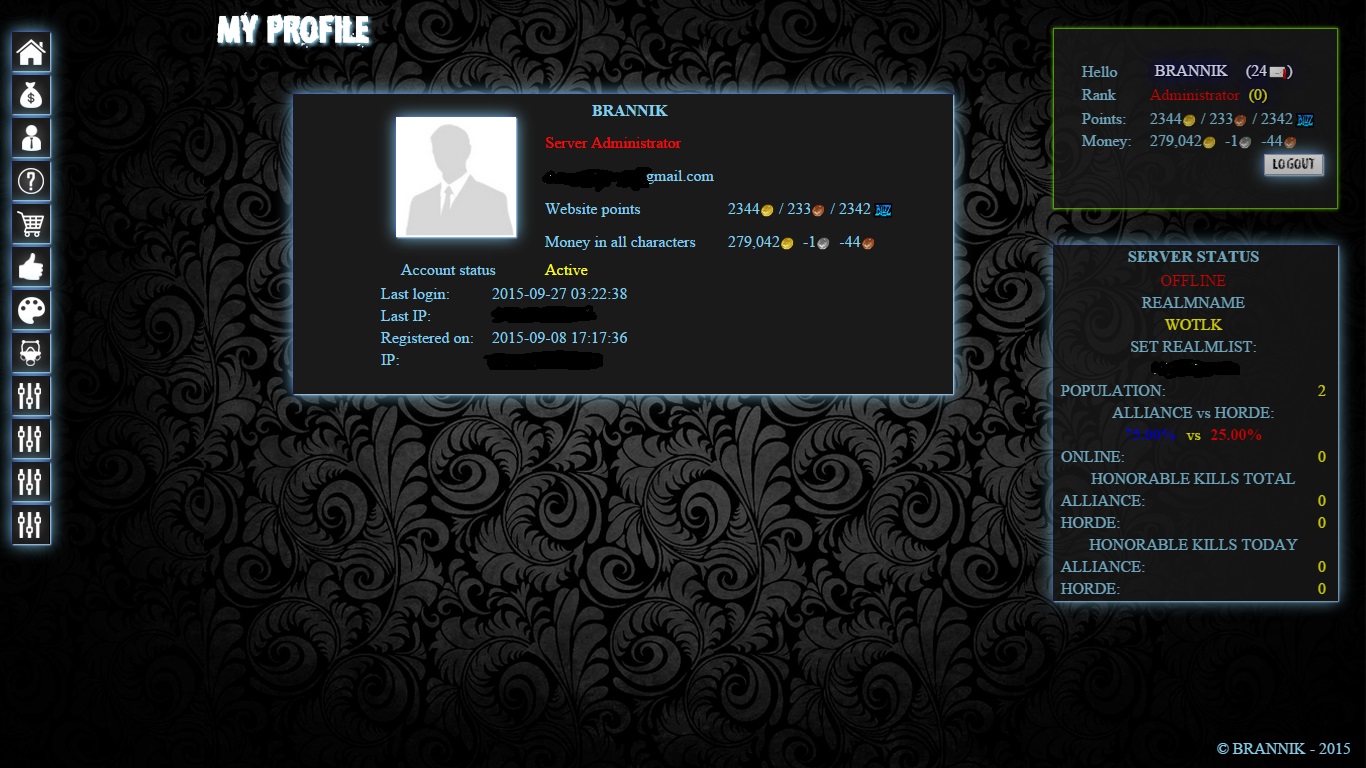 MY PROFILE
BRANNIK
Server Administrator
gmail.com
Website points 2344 / 233 / 2342
Money in all characters 279,042 -1 -44
Account status Active
Last login: 2015-09-27 03:22:38
Last IP:
Registered on: 2015-09-08 17:17:36
IP:
Hello BRANNIK (24)
Rank Administrator (0)
Points: 2344 / 233 / 2342
Money: 279,042 -1 -44
LOGOUT
SERVER STATUS
OFFLINE
REALMNAME
WOTLK
SET REALMLIST:
POPULATION: 2
ALLIANCE vs HORDE:
75.00% vs 25.00%
ONLINE: 0
HONORABLE KILLS TOTAL
ALLIANCE: 0
HORDE: 0
HONORABLE KILLS TODAY
ALLIANCE: 0
HORDE: 0
© BRANNIK - 2015